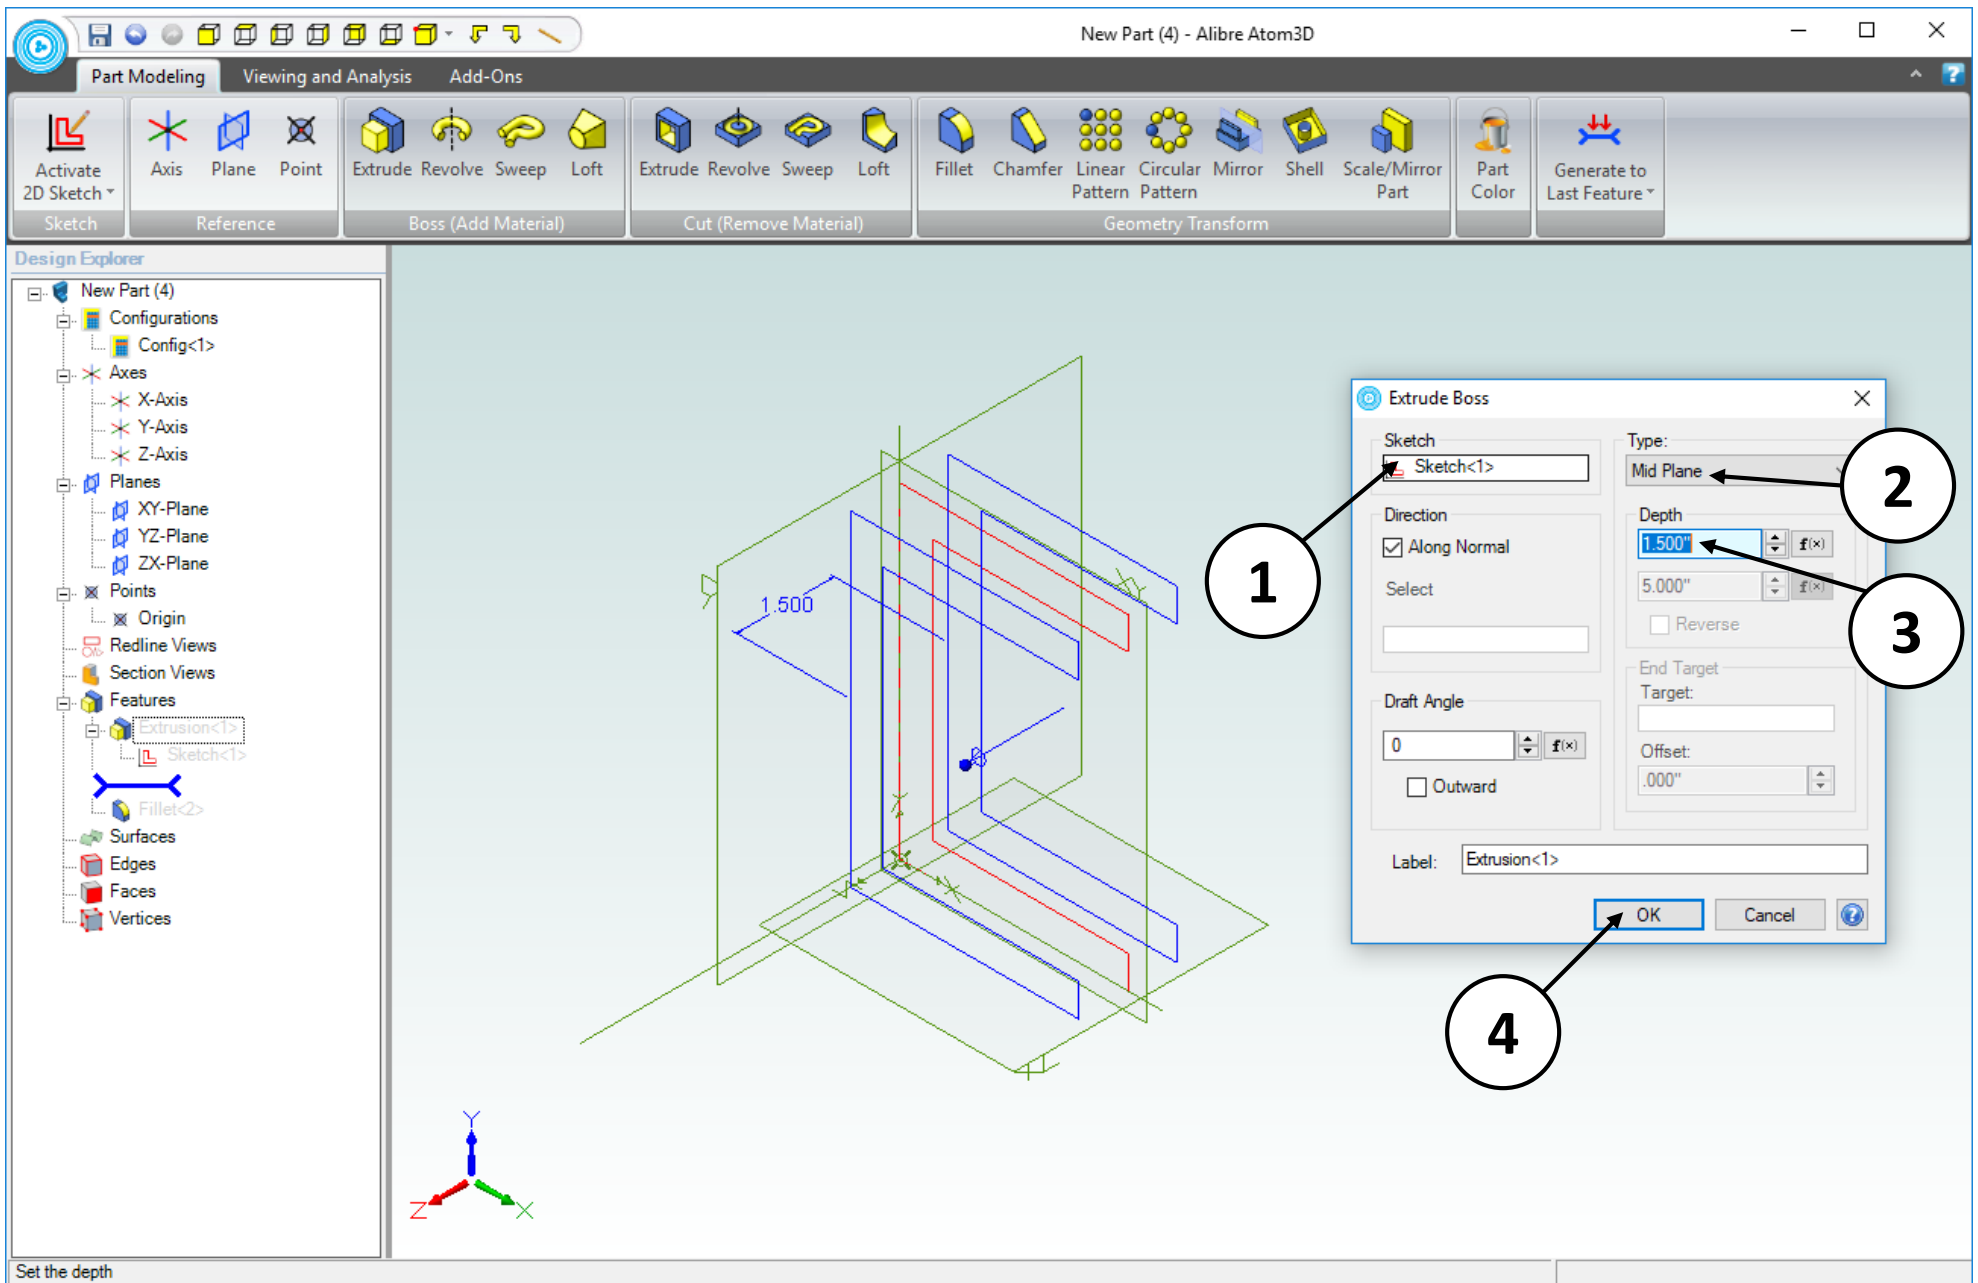 New Part (4) - Alibre Atom3D
Part Modeling
Viewing and Analysis
Add-Ons
Activate
2D Sketch
Axis
Plane
Point
Extrude
Revolve
Sweep
Loft
Extrude
Revolve
Sweep
Loft
Fillet
Chamfer
Linear
Pattern
Circular
Pattern
Mirror
Shell
Scale/Mirror
Part
Part
Color
Generate to
Last Feature
Sketch
Reference
Boss (Add Material)
Cut (Remove Material)
Geometry Transform
Design Explorer
New Part (4)
Configurations
Config<1>
Axes
X-Axis
Y-Axis
Z-Axis
Planes
XY-Plane
YZ-Plane
ZX-Plane
Points
Origin
Redline Views
Section Views
Features
Extrusion<1>
Sketch<1>
Fillet<2>
Surfaces
Edges
Faces
Vertices
1.500
Y
Z
X
Extrude Boss
Sketch
Sketch<1>
Type:
Mid Plane
Direction
Along Normal
Select
Depth
1.500"
f(x)
5.000"
f(x)
Reverse
End Target
Target:
Offset:
.000"
Draft Angle
0
f(x)
Outward
Label:
Extrusion<1>
OK
Cancel
?
1
2
3
4
Set the depth